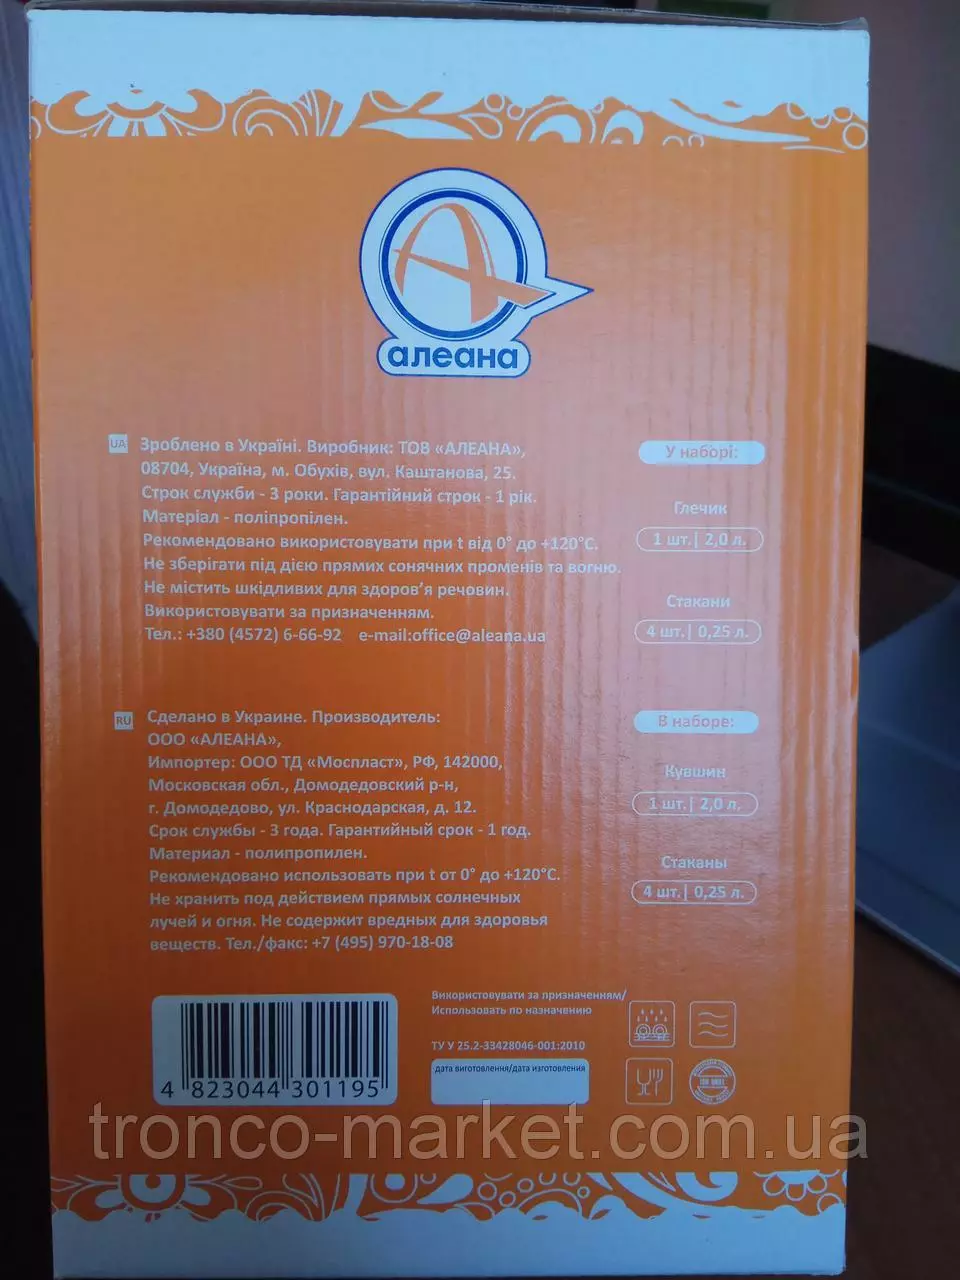 алеана
UA
Зроблено в Україні. Виробник: ТОВ «АЛЕАНА»,
08704, Україна, м. Обухів, вул. Каштанова, 25.
Строк служби - 3 роки. Гарантійний строк - 1 рік.
Матеріал - поліпропілен.
Рекомендовано використовувати при t від 0° до +120°С.
Не зберігати під дією прямих сонячних променів та вогню.
Не містить шкідливих для здоров’я речовин.
Використовувати за призначенням.
Тел.: +380 (4572) 6-66-92 e-mail:office@aleana.ua
У наборі:
Глечик
1 шт.| 2,0 л.
Стакани
4 шт.| 0,25 л.
RU
Сделано в Украине. Производитель:
ООО «АЛЕАНА»,
Импортер: ООО ТД «Моспласт», РФ, 142000,
Московская обл., Домодедовский р-н,
г. Домодедово, ул. Краснодарская, д. 12.
Срок службы - 3 года. Гарантийный срок - 1 год.
Материал - полипропилен.
Рекомендовано использовать при t от 0° до +120°С.
Не хранить под действием прямых солнечных
лучей и огня. Не содержит вредных для здоровья
веществ. Тел./факс: +7 (495) 970-18-08
В наборе:
Кувшин
1 шт.| 2,0 л.
Стаканы
4 шт.| 0,25 л.
4 823044 301195
Використовувати за призначенням/
Использовать по назначению
ТУ У 25.2-33428046-001:2010
дата виготовлення/дата изготовления
ISO 9001
tronco-market.com.ua